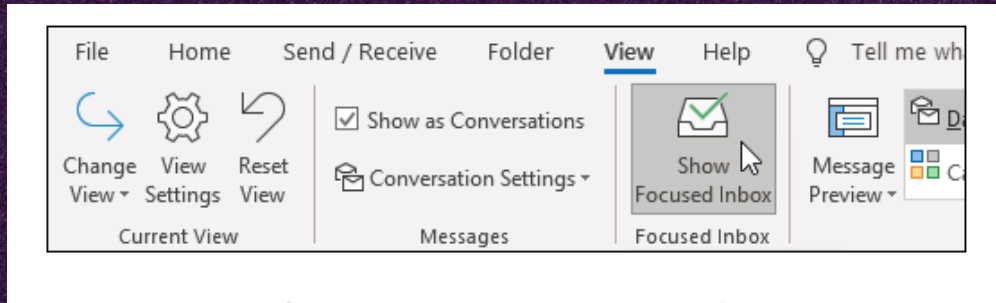 File Home Send / Receive Folder View Help Tell me
Show as Conversations
Change View Reset Conversation Settings Show Message
View Settings View Focused Inbox Preview
Current View Messages Focused Inbox